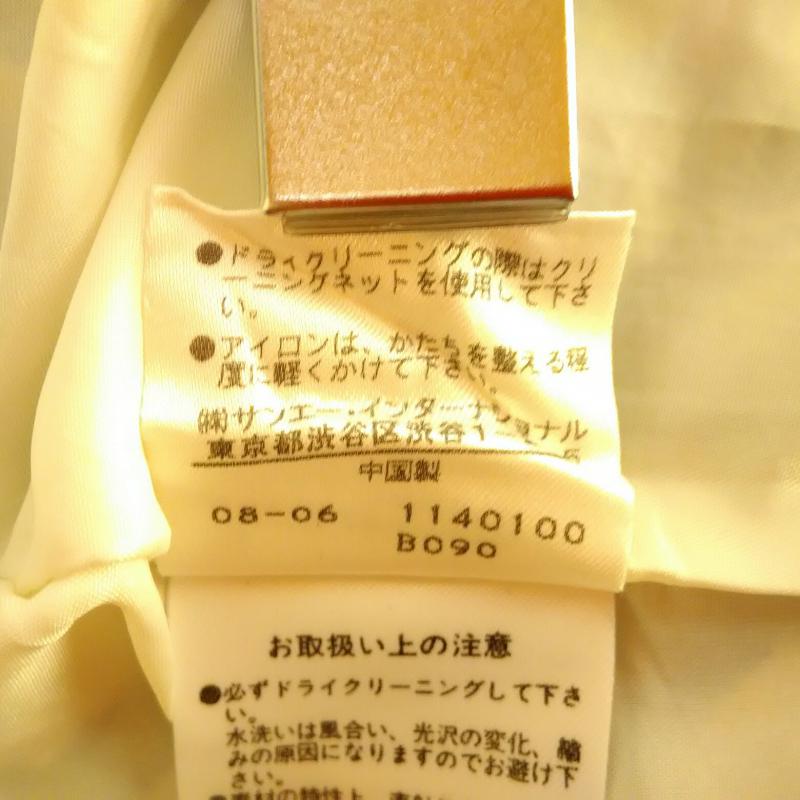 ●ドライクリーニングの際はクリ
ーニングネットを使用して下さ
い。
●アイロンは、かたちを整える程
度に軽くかけて下さい。
㈱サンエー・インターナショナル
東京都渋谷区渋谷1-
中国製
08-06 1140100
B090
お取扱い上の注意
●必ずドライクリーニングして下さ
い。
水洗いは風合い、光沢の変化、縮
みの原因になりますのでお避け下
さい。
●素材の特性上、